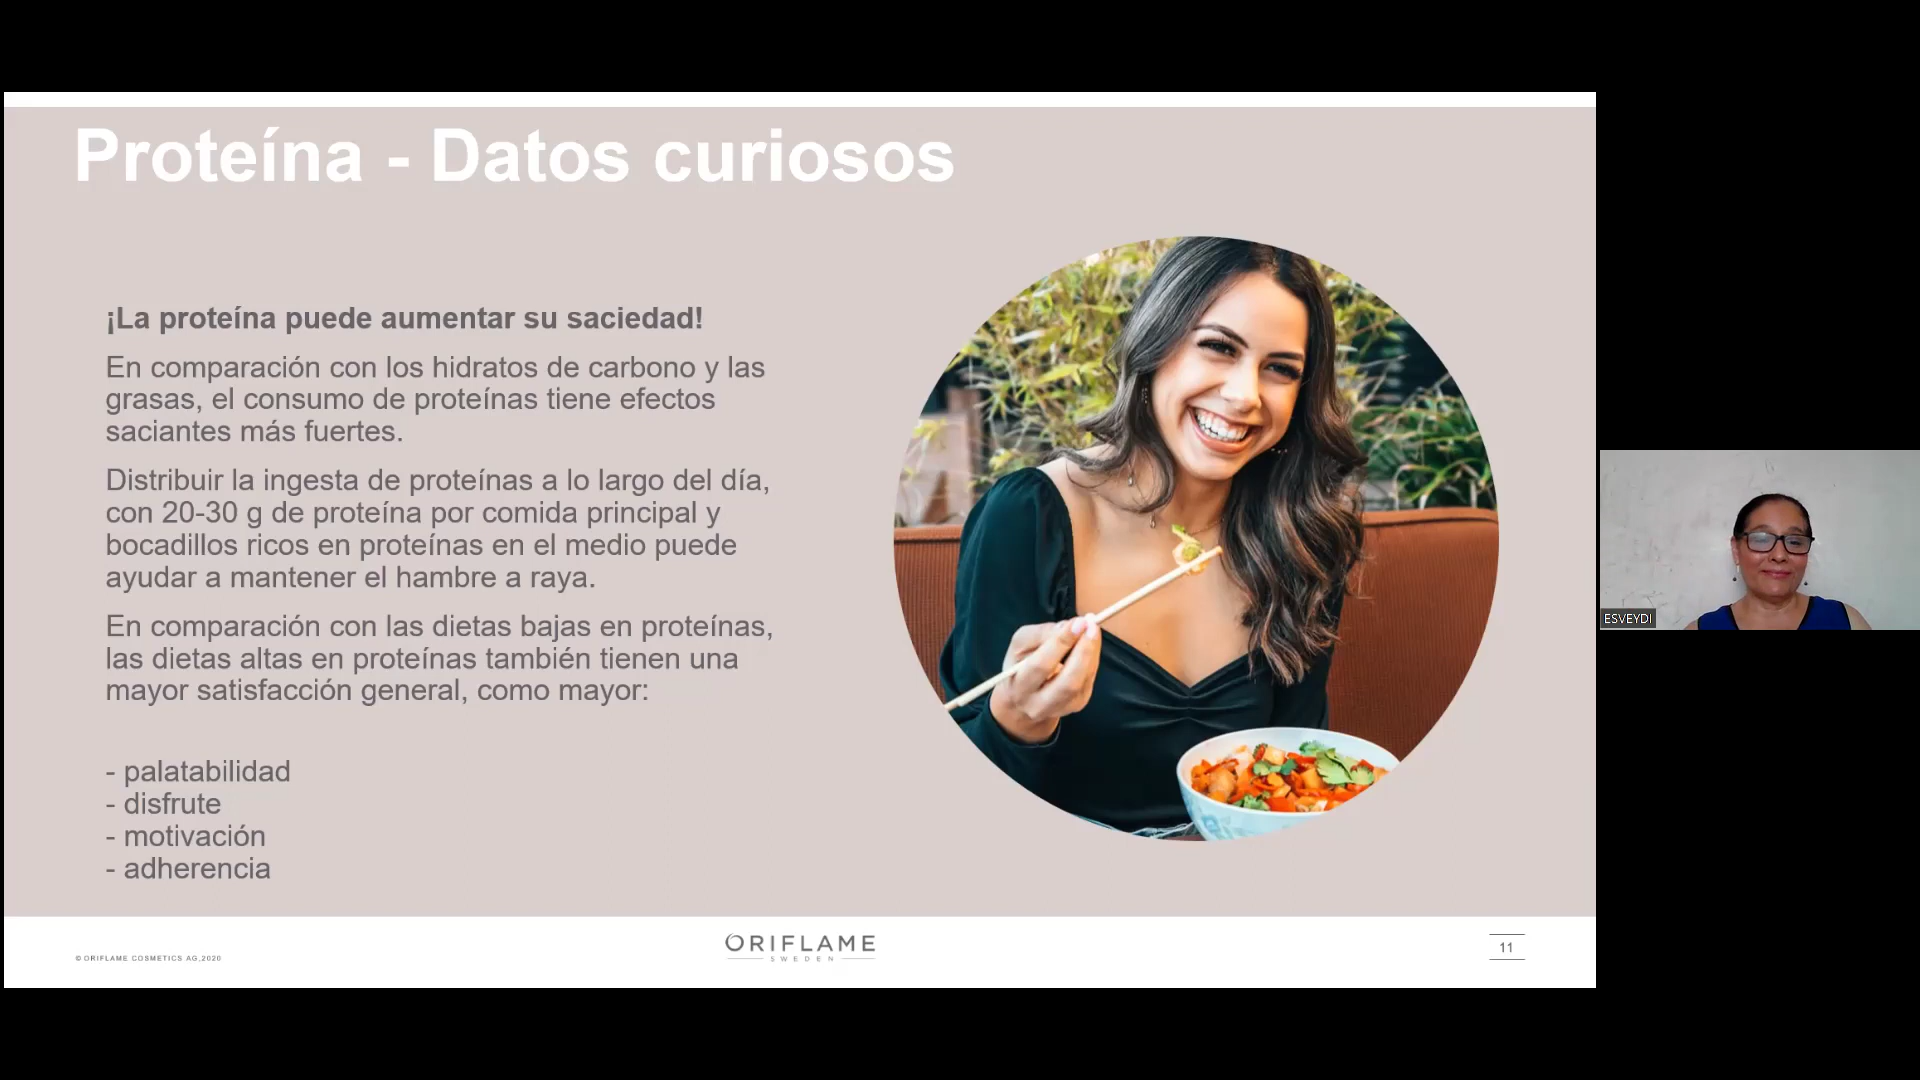 Proteína - Datos curiosos
¡La proteína puede aumentar su saciedad!
En comparación con los hidratos de carbono y las
grasas, el consumo de proteínas tiene efectos
saciantes más fuertes.
Distribuir la ingesta de proteínas a lo largo del día,
con 20-30 g de proteína por comida principal y
bocadillos ricos en proteínas en el medio puede
ayudar a mantener el hambre a raya.
En comparación con las dietas bajas en proteínas,
las dietas altas en proteínas también tienen una
mayor satisfacción general, como mayor:
- palatabilidad
- disfrute
- motivación
- adherencia
© ORIFLAME COSMETICS AG,2020
ORIFLAME
SWEDEN
11
ESVEYDI